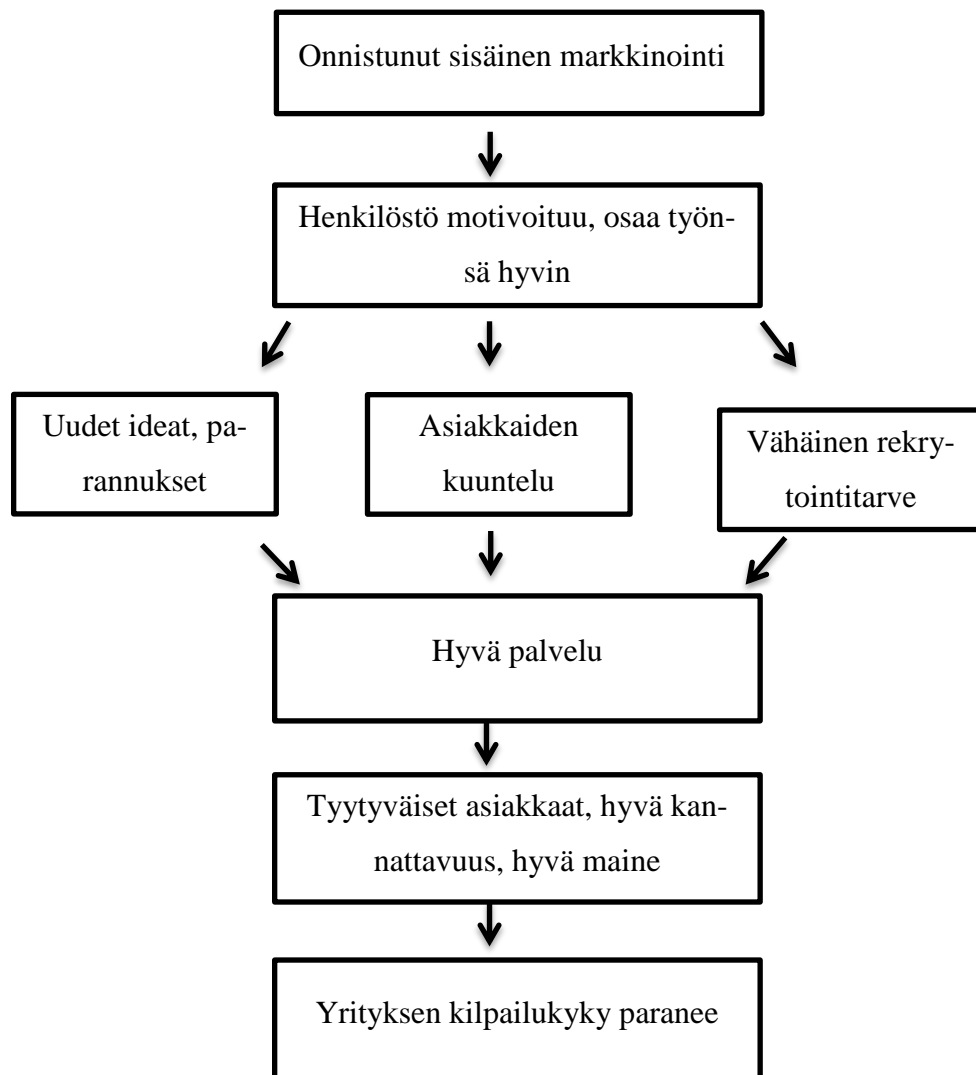 Onnistunut sisäinen markkinointi
Henkilöstö motivoituu, osaa työn-
sä hyvin
Uudet ideat, pa-
rannukset
Asiakkaiden
kuuntelu
Vähäinen rekry-
tointitarve
Hyvä palvelu
Tyytyväiset asiakkaat, hyvä kan-
nattavuus, hyvä maine
Yrityksen kilpailukyky paranee